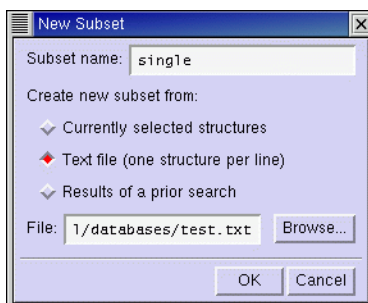 New Subset
Subset name: single
Create new subset from:
Currently selected structures
Text file (one structure per line)
Results of a prior search
File: l/databases/test.txt Browse...
OK Cancel